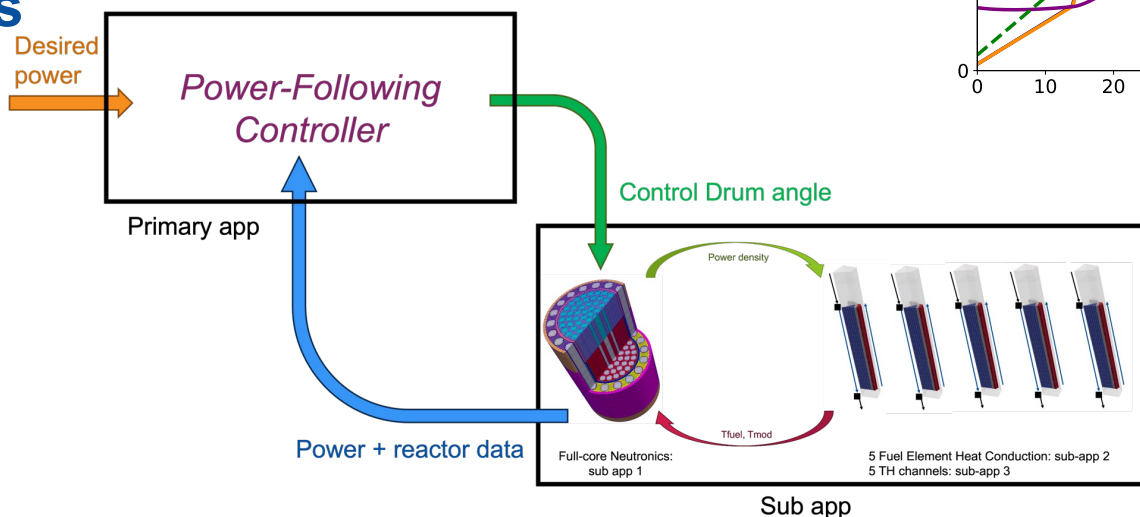 s
0
0 10 20
Desired
power
Power-Following
Controller
Primary app
Control Drum angle
Power density
Tfuel, Tmod
Power + reactor data
Full-core Neutronics:
sub app 1
5 Fuel Element Heat Conduction: sub-app 2
5 TH channels: sub-app 3
Sub app